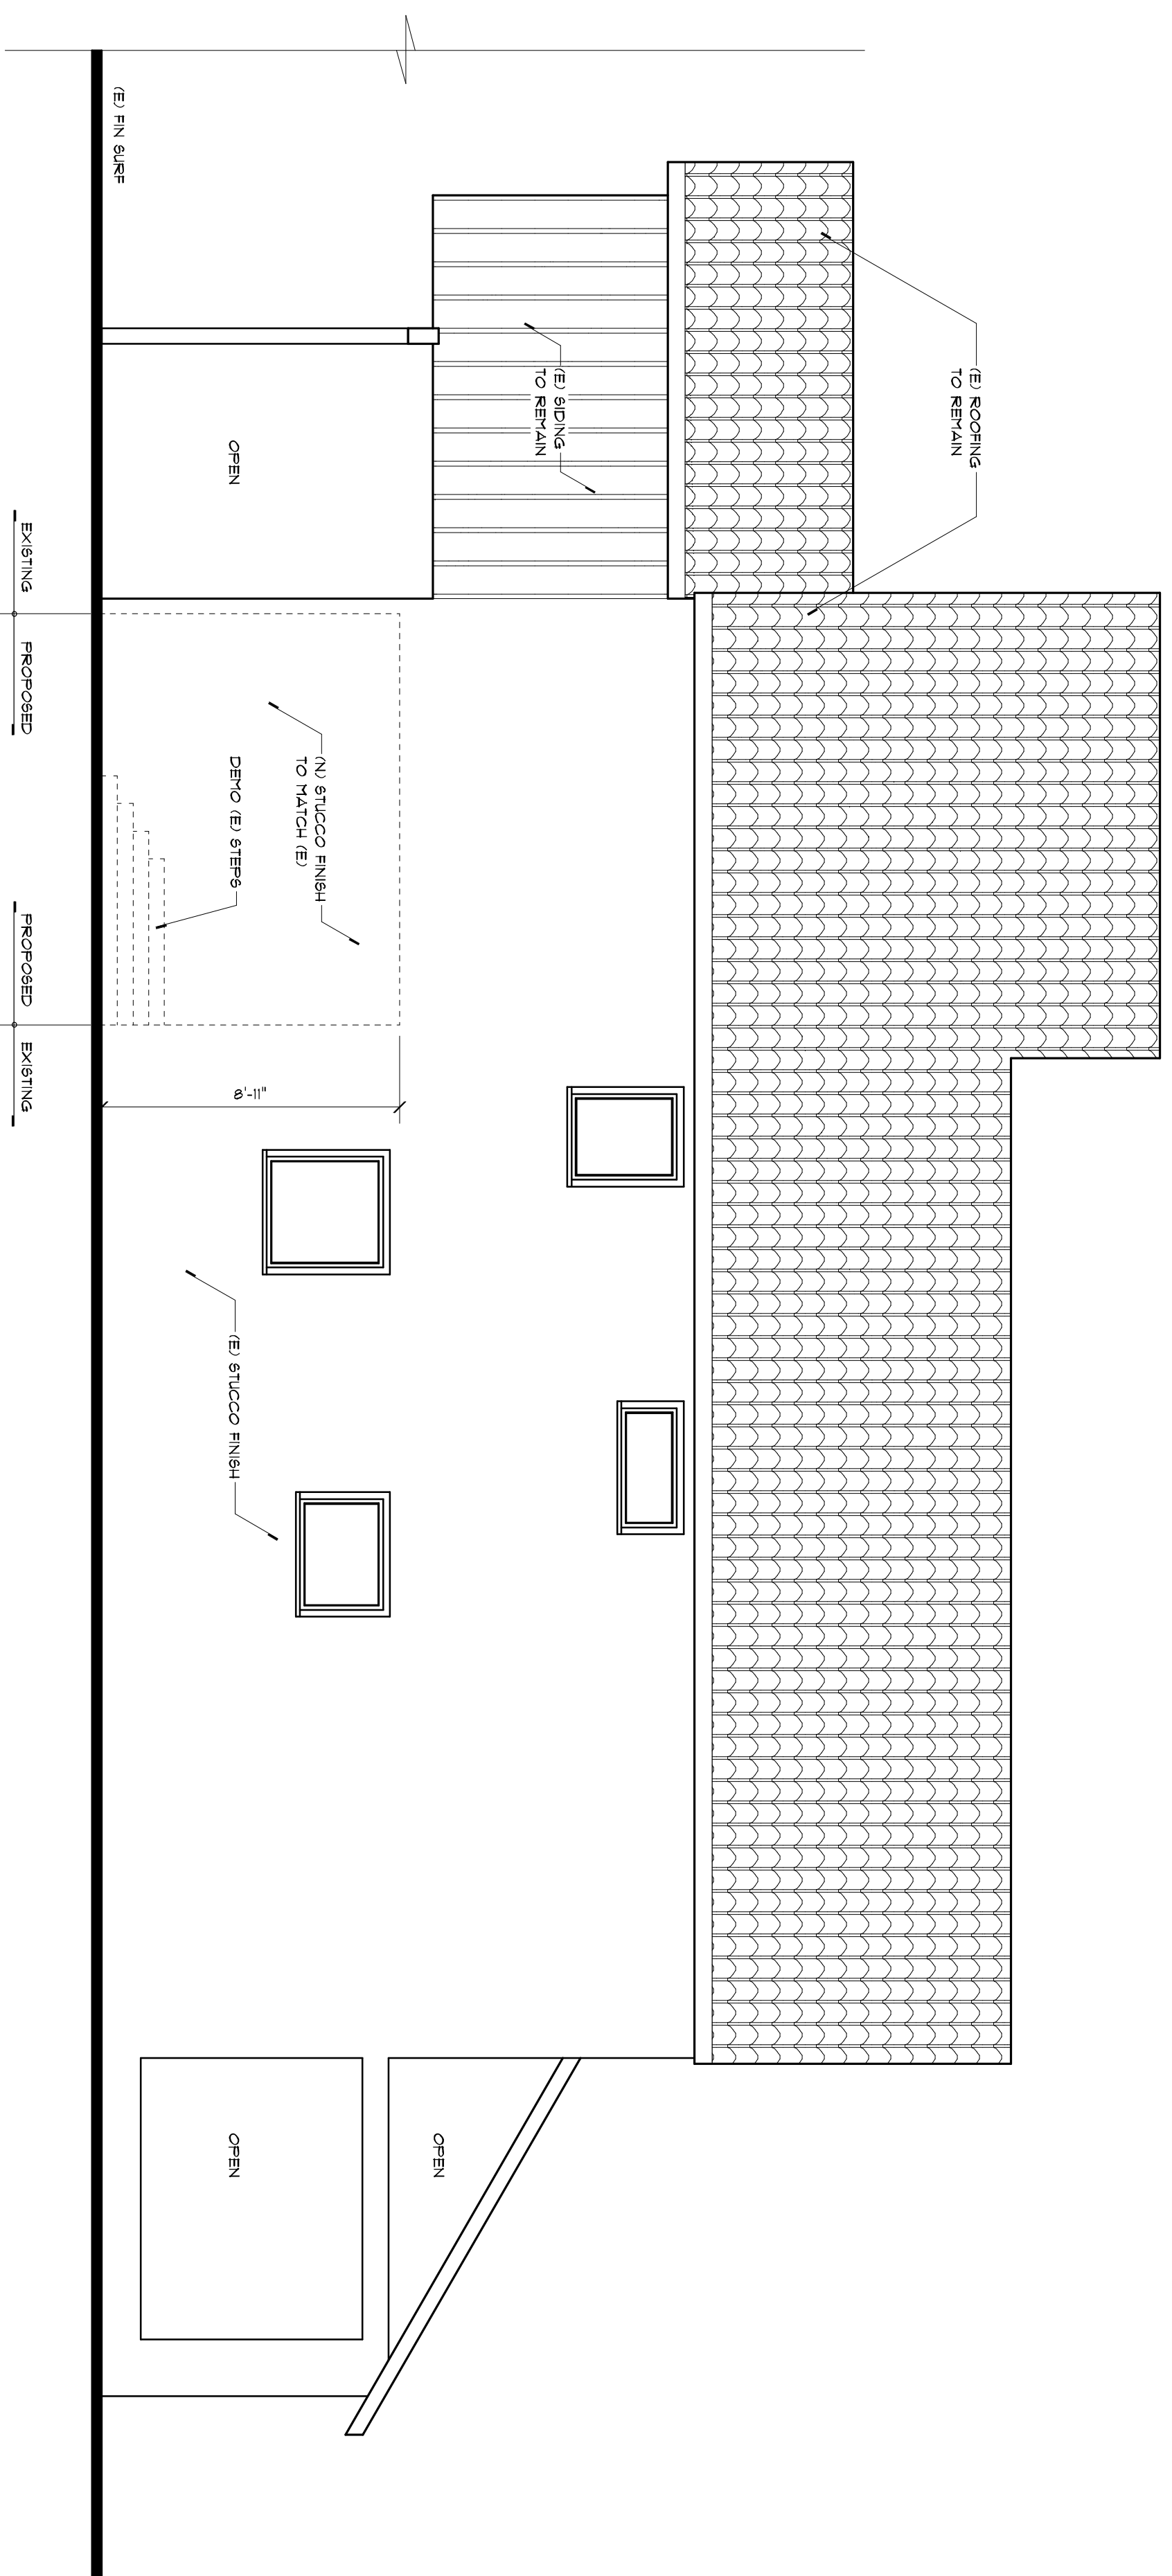 (E) ROOFING
TO REMAIN
(E) SIDING
TO REMAIN
OPEN
(N) STUCCO FINISH
TO MATCH (E)
DEMO (E) STEPS
8'-11"
(E) STUCCO FINISH
OPEN
OPEN
(E) FIN SURF
EXISTING
PROPOSED
PROPOSED
EXISTING